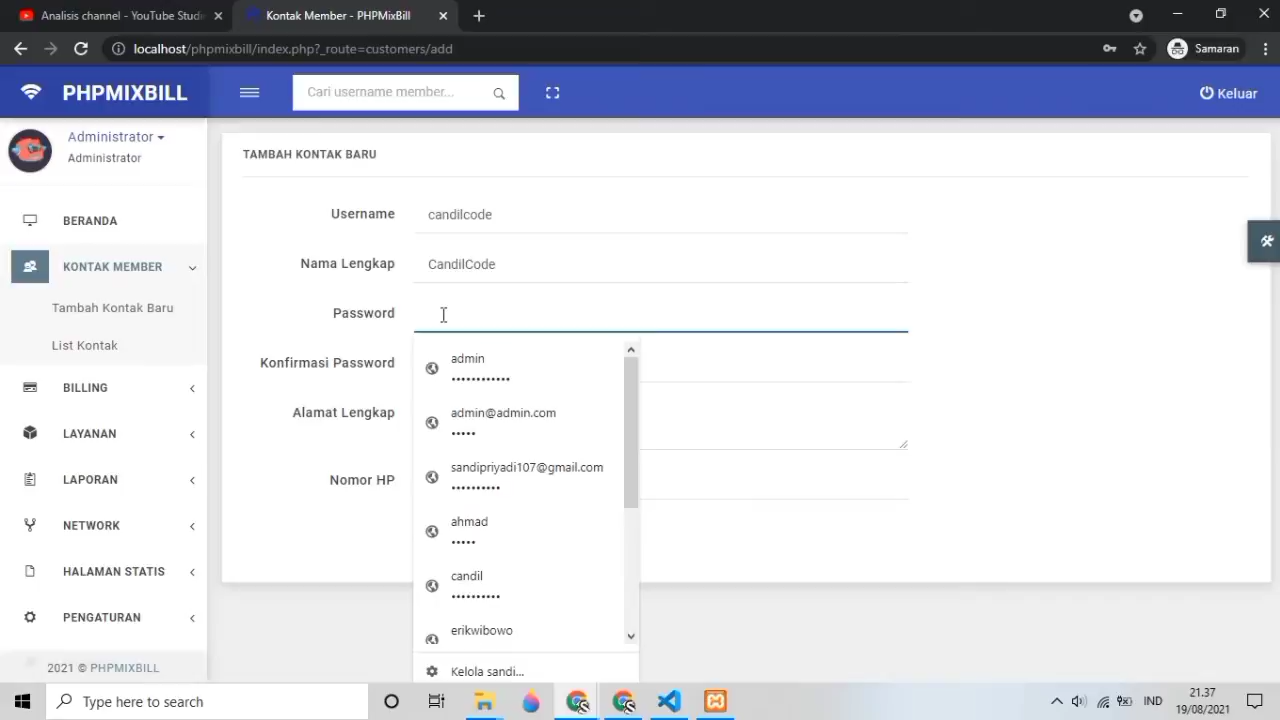 Analisis channel - YouTube Stud
Kontak Member - PHPMixBill
localhost/phpmixbill/index.php?_route=customers/add
Samaran
PHPMIXBILL
Cari username member...
Keluar
Administrator
Administrator
BERANDA
KONTAK MEMBER
Tambah Kontak Baru
List Kontak
BILLING
LAYANAN
LAPORAN
NETWORK
HALAMAN STATIS
PENGATURAN
2021 © PHPMIXBILL
TAMBAH KONTAK BARU
Username
candilcode
Nama Lengkap
CandilCode
Password
Konfirmasi Password
Alamat Lengkap
Nomor HP
admin
••••••••••••
admin@admin.com
•••••
sandipriyadi107@gmail.com
••••••••••
ahmad
•••••
candil
••••••••••
erikwibowo
Kelola sandi...
Type here to search
IND
21.37
19/08/2021